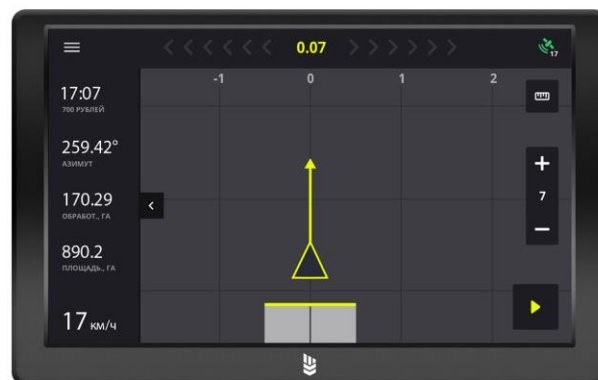 0.07
17
-1 0 1 2
17:07
700 РУБЛЕЙ
259.42°
АЗИМУТ
170.29
ОБРАБОТ., ГА
7
890.2
ПЛОЩАДЬ., ГА
17 км/ч